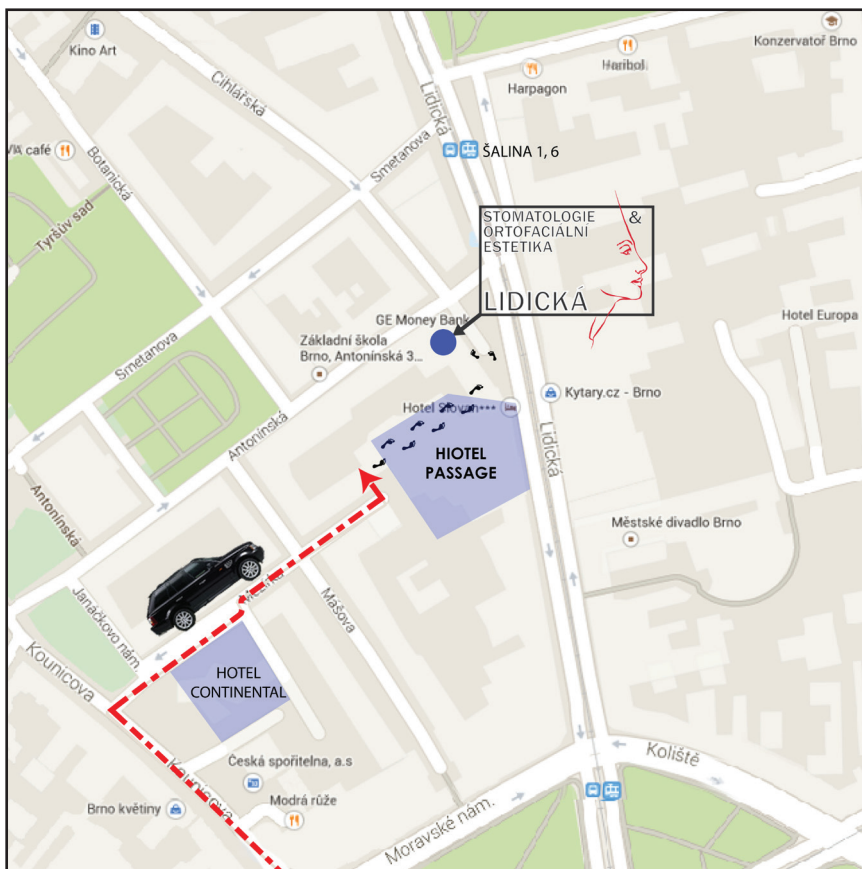 Kino Art
Cihlářská
Lidická
Harpagon
Haribol
Konzervatoř Brno
VIA café
Botanická
Smetanova
ŠALINA 1, 6
Tyršův sad
STOMATOLOGIE &
ORTOFACIÁLNÍ
ESTETIKA
LIDICKÁ
GE Money Bank
Základní škola
Brno, Antonínská 3...
Hotel Europa
Smetanova
Hotel Slovan***
Kytary.cz - Brno
Antonínská
Lidická
HIOTEL
PASSAGE
Antonínská
Městské divadlo Brno
Janáčkovo nám.
Mášova
Kounicova
HOTEL
CONTINENTAL
Kounicova
Česká spořitelna, a.s
Koliště
Brno květiny
Modrá růže
Moravské nám.